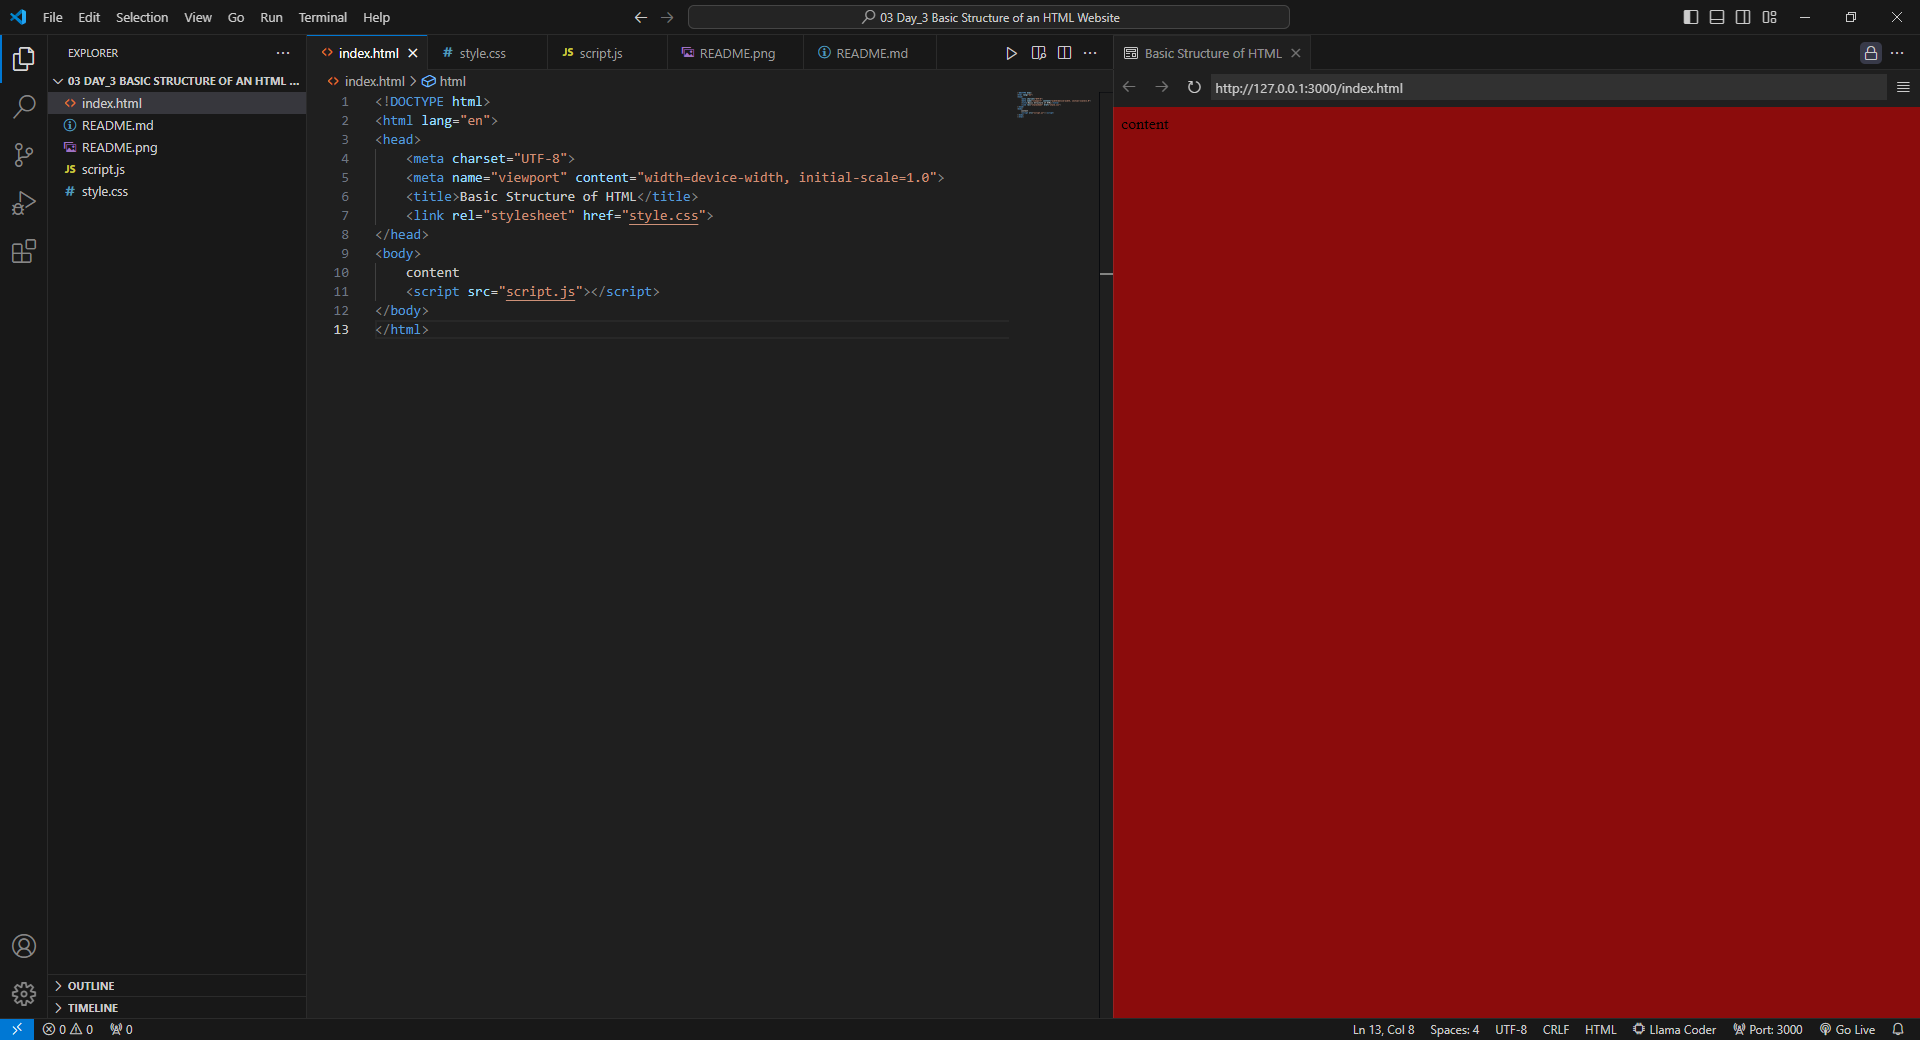 File Edit Selection View Go Run Terminal Help
03 Day_3 Basic Structure of an HTML Website
EXPLORER
03 DAY_3 BASIC STRUCTURE OF AN HTML ...
index.html
README.md
README.png
JS script.js
# style.css
OUTLINE
TIMELINE
index.html # style.css JS script.js README.png README.md
index.html > html
1 <!DOCTYPE html>
2 <html lang="en">
3 <head>
4 <meta charset="UTF-8">
5 <meta name="viewport" content="width=device-width, initial-scale=1.0">
6 <title>Basic Structure of HTML</title>
7 <link rel="stylesheet" href="style.css">
8 </head>
9 <body>
10 content
11 <script src="script.js"></script>
12 </body>
13 </html>
Basic Structure of HTML
http://127.0.0.1:3000/index.html
content
0 0 0
Ln 13, Col 8 Spaces: 4 UTF-8 CRLF HTML Llama Coder Port: 3000 Go Live